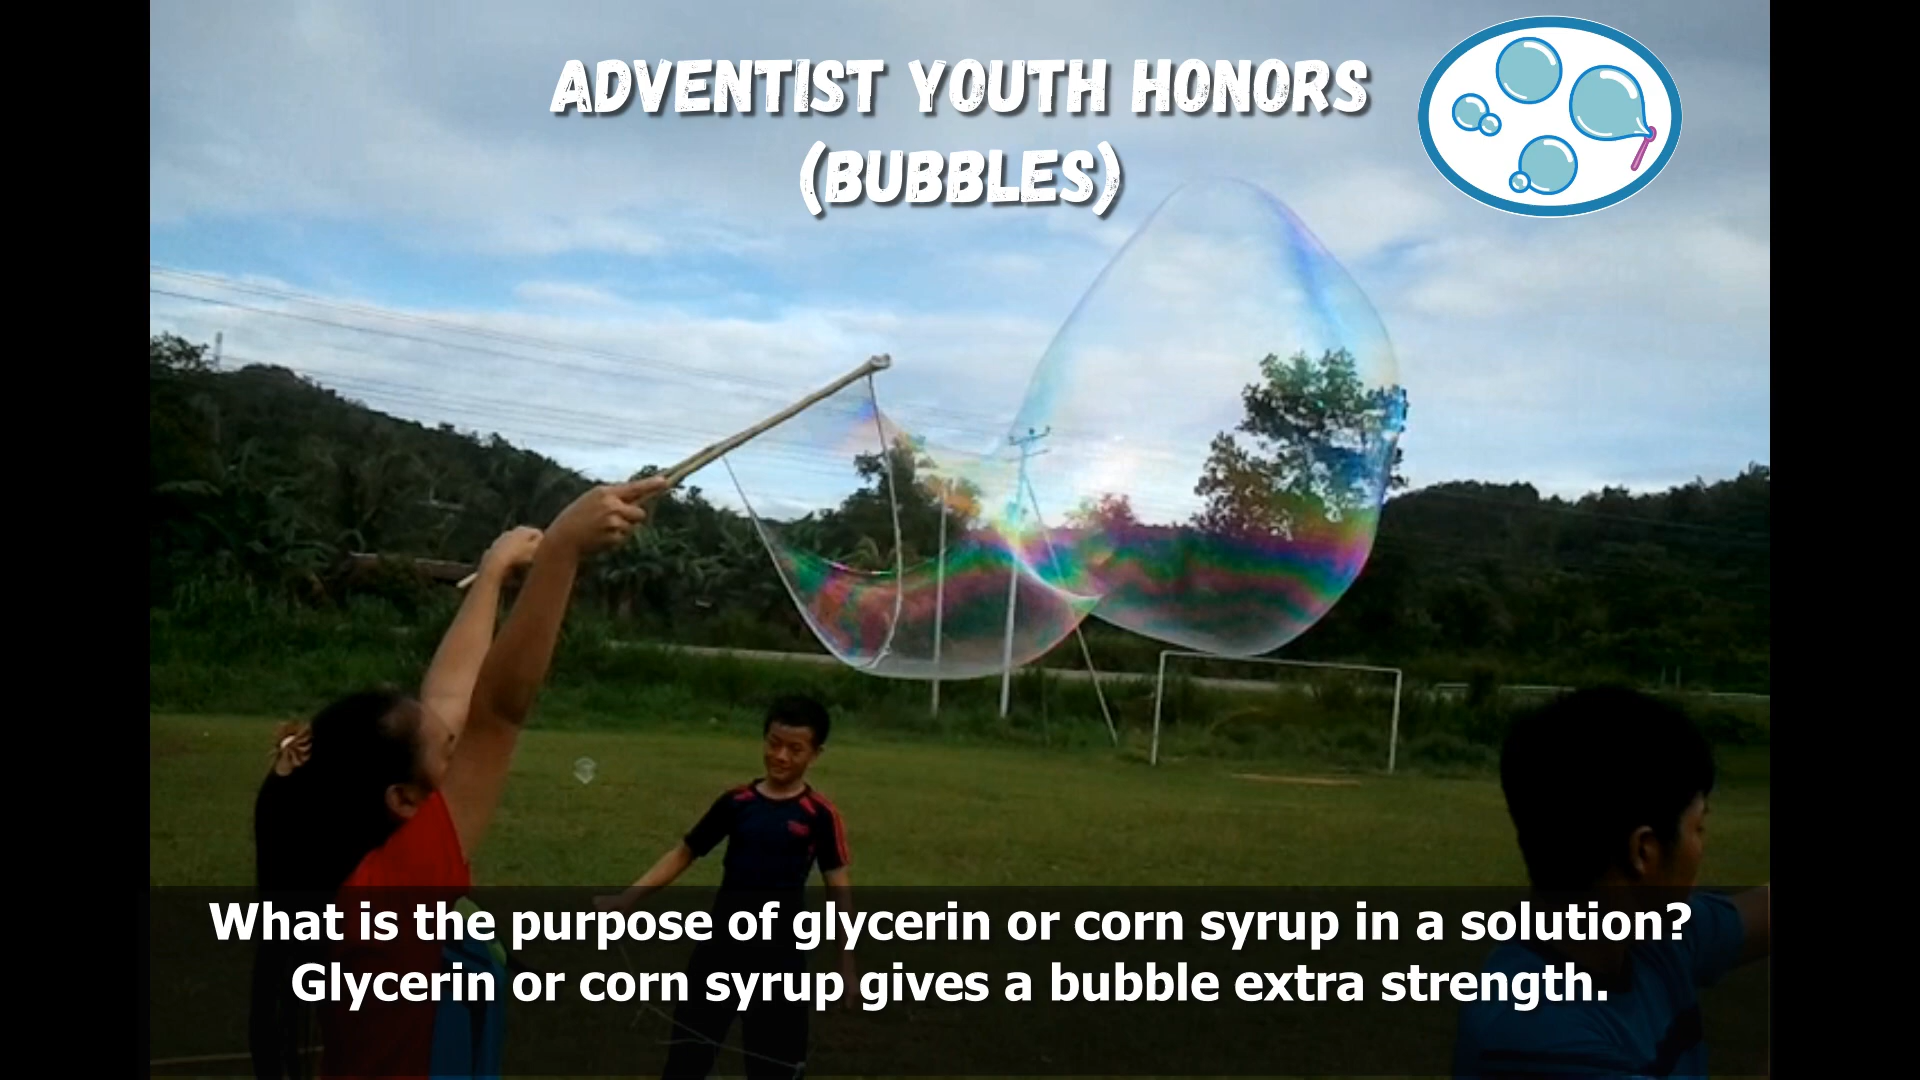 ADVENTIST YOUTH HONORS
(BUBBLES)
What is the purpose of glycerin or corn syrup in a solution?
Glycerin or corn syrup gives a bubble extra strength.